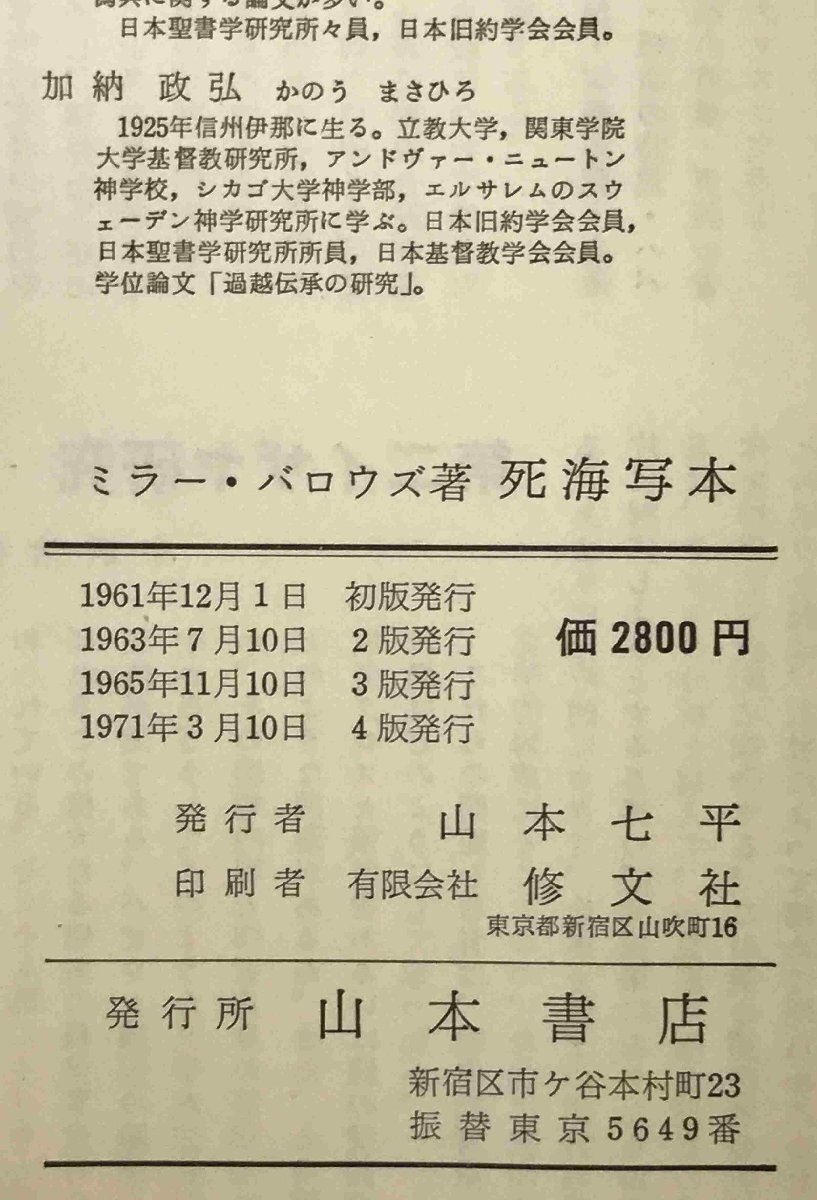 に関する論文が多い。
日本聖書学研究所々員，日本旧約学会会員。
加納 政弘 かのう まさひろ
1925年信州伊那に生る。立教大学，関東学院
大学基督教研究所，アンドヴァー・ニュートン
神学校，シカゴ大学神学部，エルサレムのスウ
ェーデン神学研究所に学ぶ。日本旧約学会会員，
日本聖書学研究所所員，日本基督教学会会員。
学位論文「過越伝承の研究」。
ミラー・バロウズ著 死海写本
1961年12月1日 初版発行
1963年7月10日 2版発行
価2800円
1965年11月10日 3版発行
1971年3月10日 4版発行
発行者 山本七平
印刷者 有限会社 修文社
東京都新宿区山吹町16
発行所 山本書店
新宿区市ケ谷本村町23
振替東京5649番